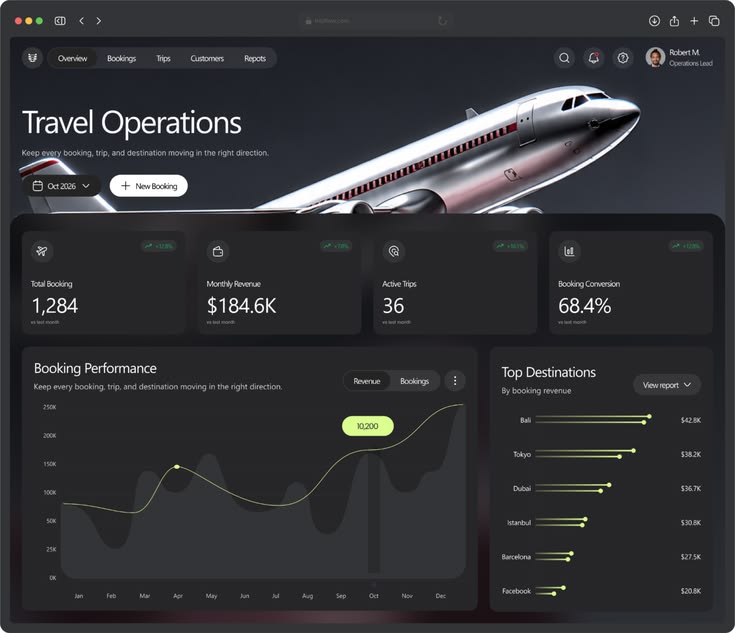 Overview Bookings Trips Customers Repots
Robert M.
Operations Lead
Travel Operations
Keep every booking, trip, and destination moving in the right direction.
Oct 2026
New Booking
Total Booking
1,284
vs last month
Monthly Revenue
$184.6K
vs last month
Active Trips
36
vs last month
Booking Conversion
68.4%
vs last month
Booking Performance
Keep every booking, trip, and destination moving in the right direction.
Revenue Bookings
250K
200K
150K
100K
50K
25K
0K
10,200
Jan Feb Mar Apr May Jun Jul Aug Sep Oct Nov Dec
Top Destinations
By booking revenue
View report
Bali $42.8K
Tokyo $38.2K
Dubai $36.7K
Istanbul $30.8K
Barcelona $27.5K
Facebook $20.8K